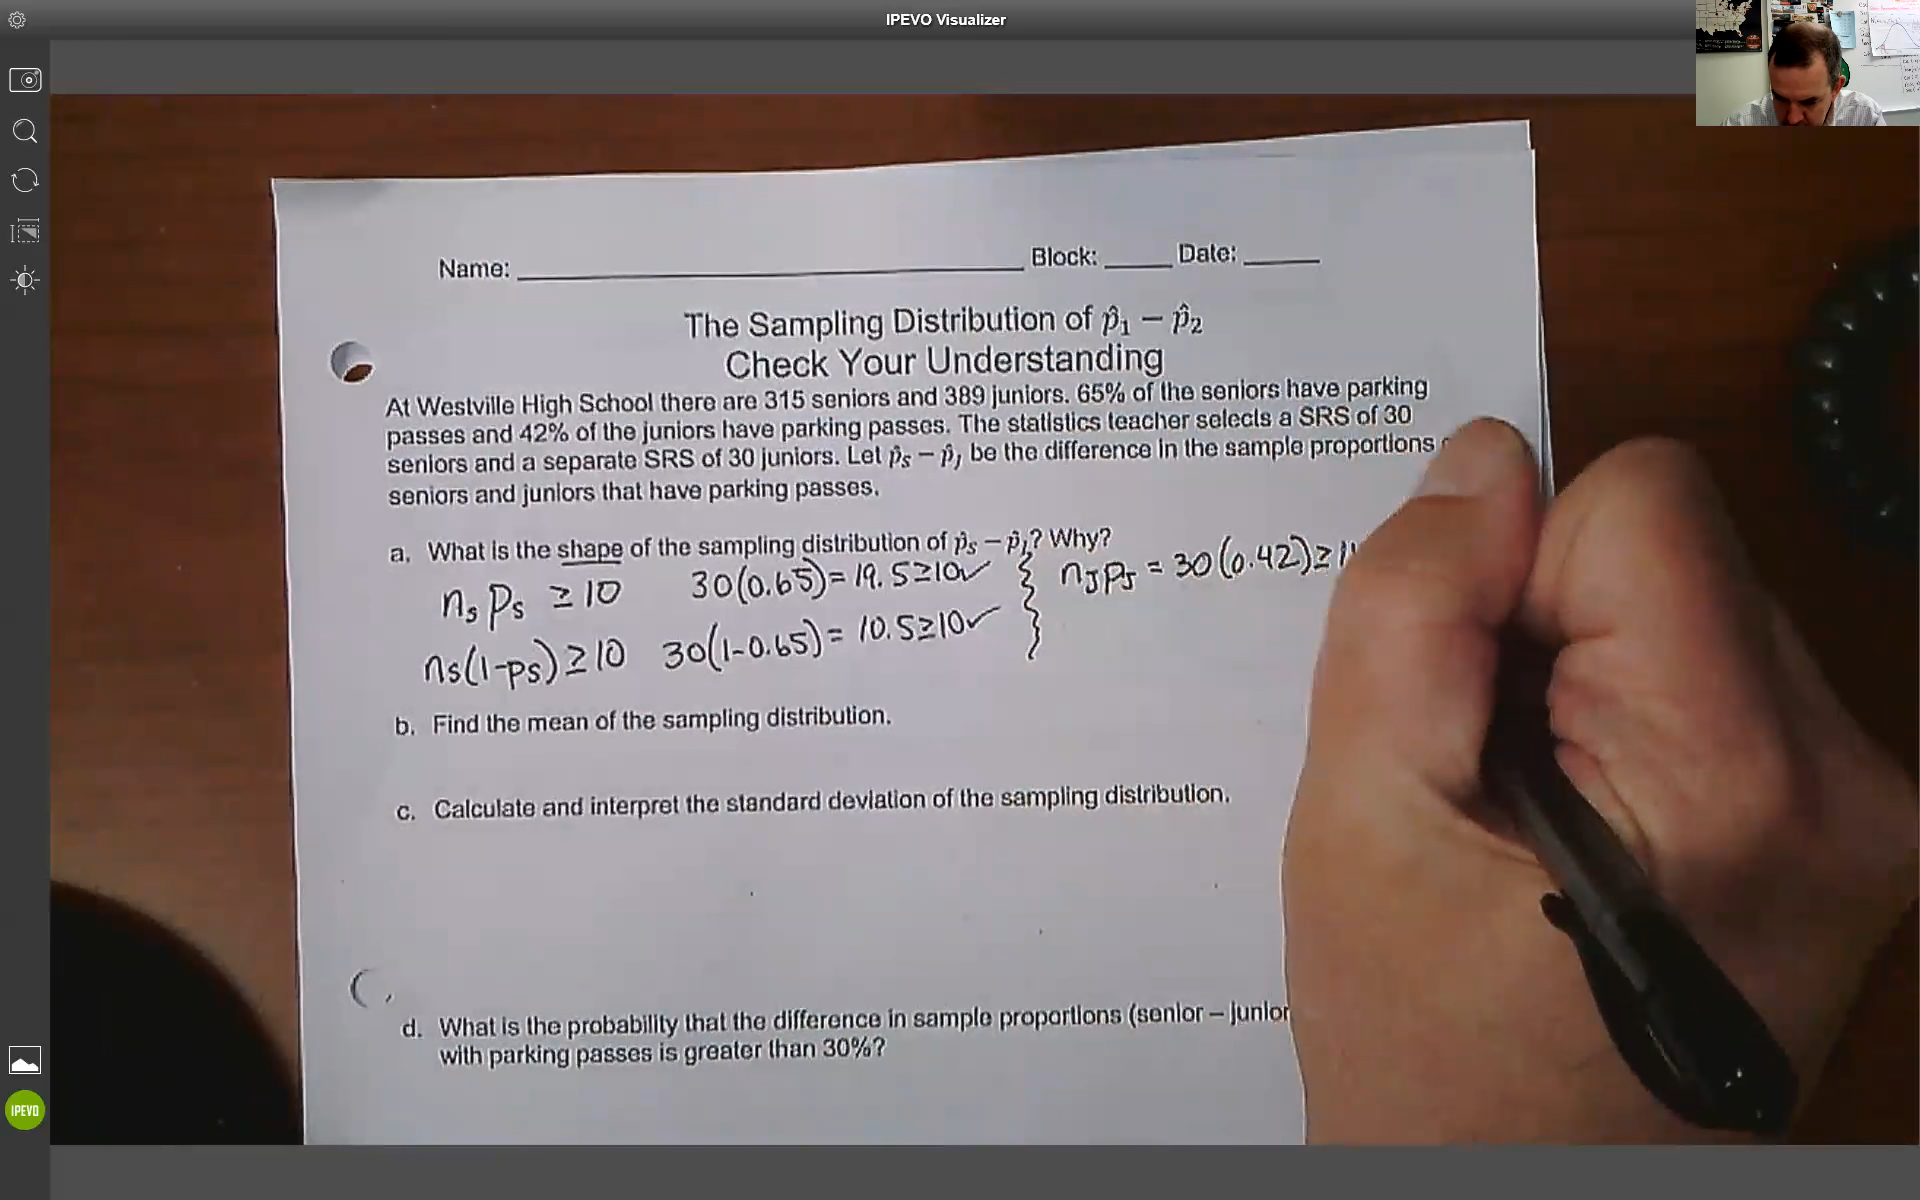 IPEVO Visualizer
Name: Block: Date:
The Sampling Distribution of p̂₁ − p̂₂
Check Your Understanding
At Westville High School there are 315 seniors and 389 juniors. 65% of the seniors have parking
passes and 42% of the juniors have parking passes. The statistics teacher selects a SRS of 30
seniors and a separate SRS of 30 juniors. Let p̂S − p̂J be the difference in the sample proportions
seniors and juniors that have parking passes.
a. What is the shape of the sampling distribution of p̂S − p̂J? Why?
ns ps ≥ 10 30(0.65) = 19.5 ≥ 10 ✓ nJ pJ = 30(0.42) ≥ 1
ns(1-ps) ≥ 10 30(1-0.65) = 10.5 ≥ 10 ✓
b. Find the mean of the sampling distribution.
c. Calculate and interpret the standard deviation of the sampling distribution.
d. What is the probability that the difference in sample proportions (senior – junior
with parking passes is greater than 30%?
IPEVO